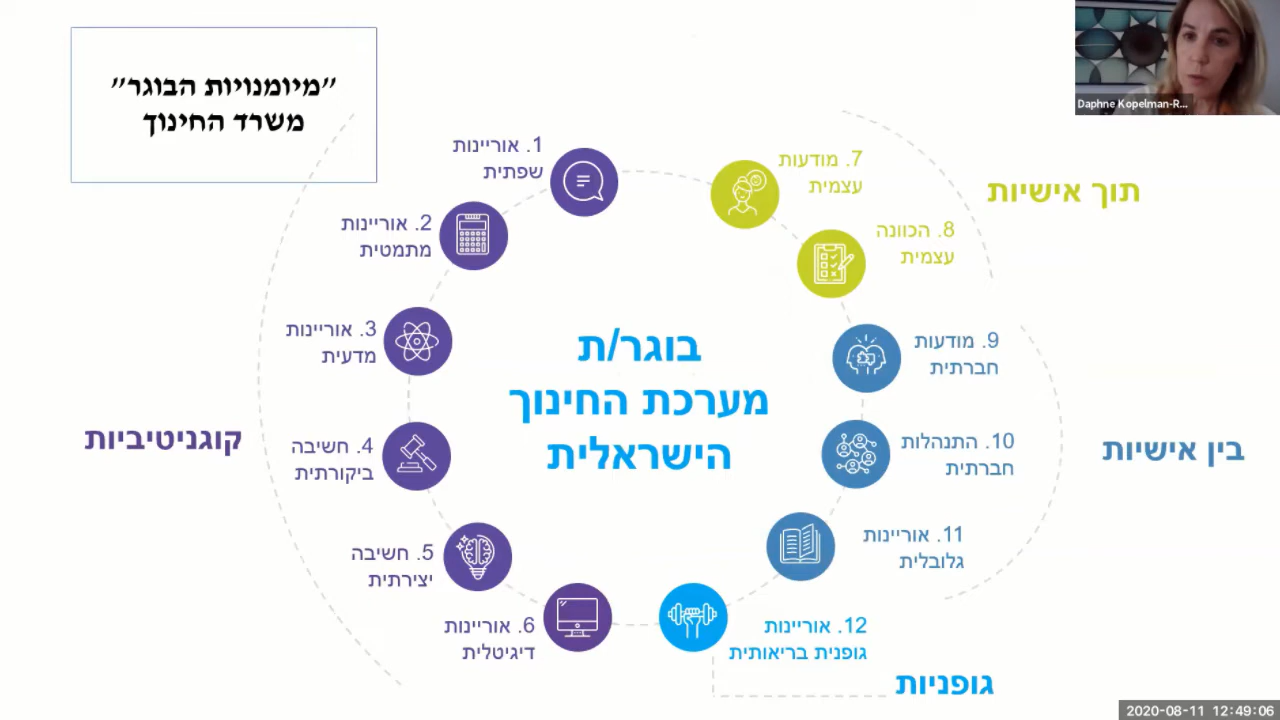 ״מיומנויות הבוגר״
משרד החינוך
Daphne Kopelman-R...
1. אוריינות
שפתית
2. אוריינות
מתמטית
3. אוריינות
מדעית
4. חשיבה
ביקורתית
5. חשיבה
יצירתית
6. אוריינות
דיגיטלית
קוגניטיביות
7. מודעות
עצמית
8. הכוונה
עצמית
תוך אישיות
9. מודעות
חברתית
10. התנהלות
חברתית
11. אוריינות
גלובלית
בין אישיות
12. אוריינות
גופנית בריאותית
גופניות
בוגר/ת
מערכת החינוך
הישראלית
2020-08-11 12:49:06